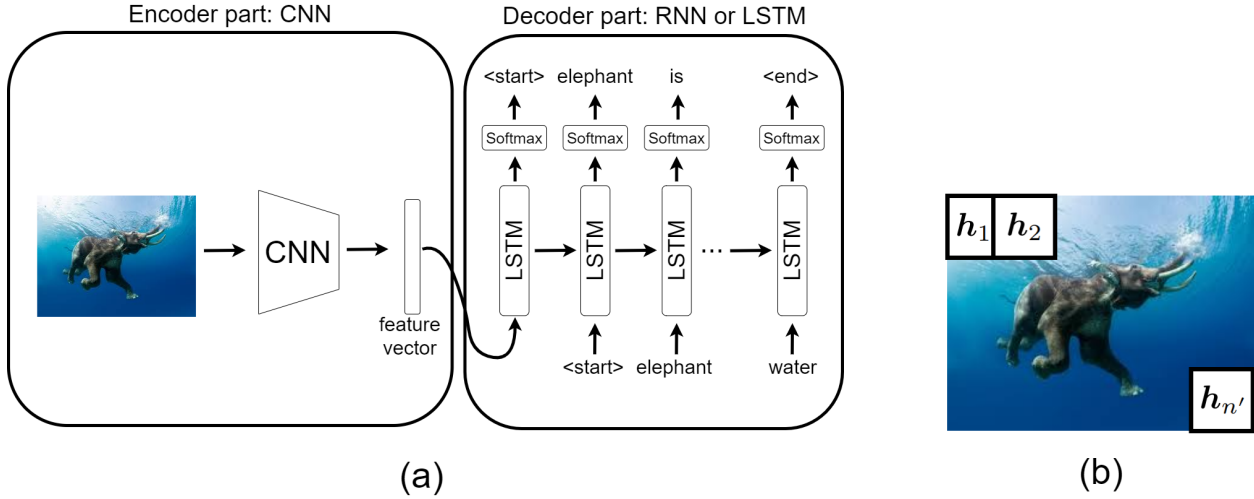 Encoder part: CNN
Decoder part: RNN or LSTM
<start> elephant is <end>
Softmax Softmax Softmax Softmax
CNN
LSTM LSTM LSTM ... LSTM
feature
vector
<start> elephant water
h1 h2
hn′
(a)
(b)